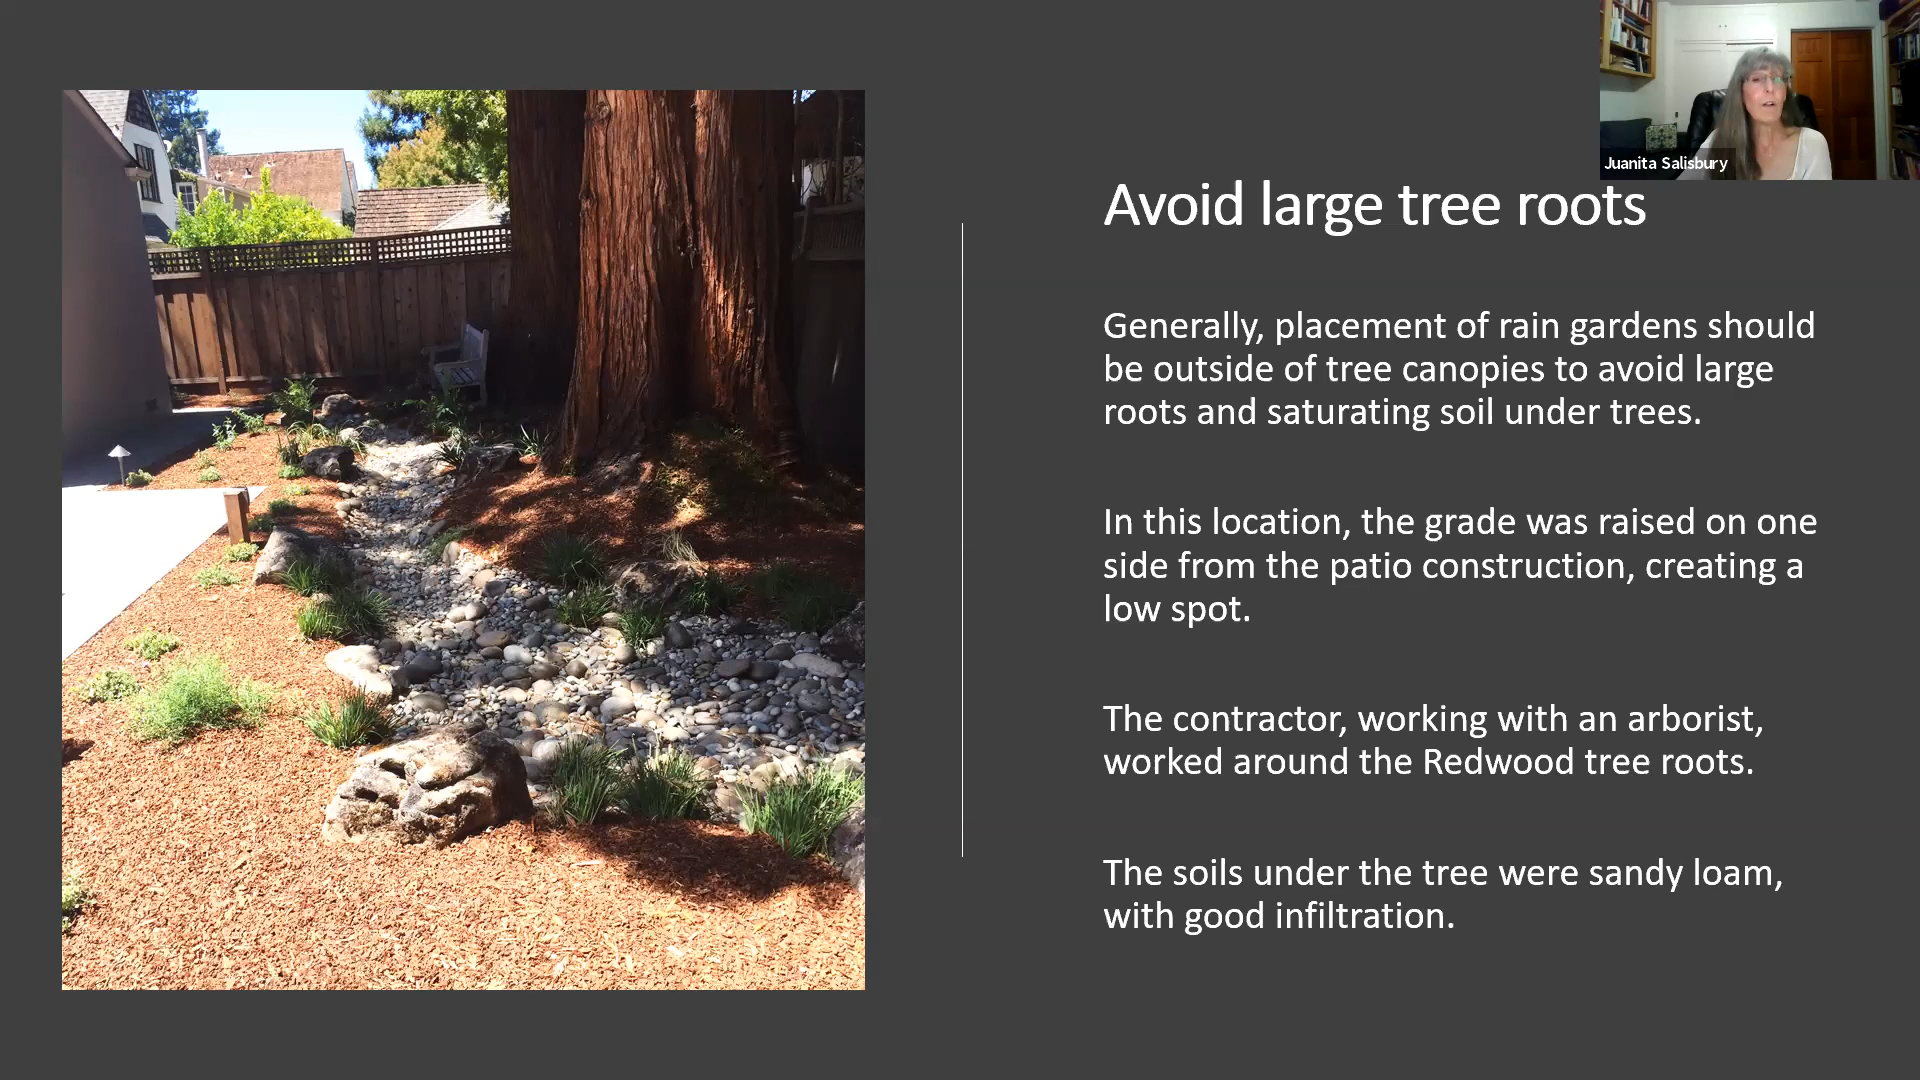 Juanita Salisbury
Avoid large tree roots
Generally, placement of rain gardens should
be outside of tree canopies to avoid large
roots and saturating soil under trees.
In this location, the grade was raised on one
side from the patio construction, creating a
low spot.
The contractor, working with an arborist,
worked around the Redwood tree roots.
The soils under the tree were sandy loam,
with good infiltration.